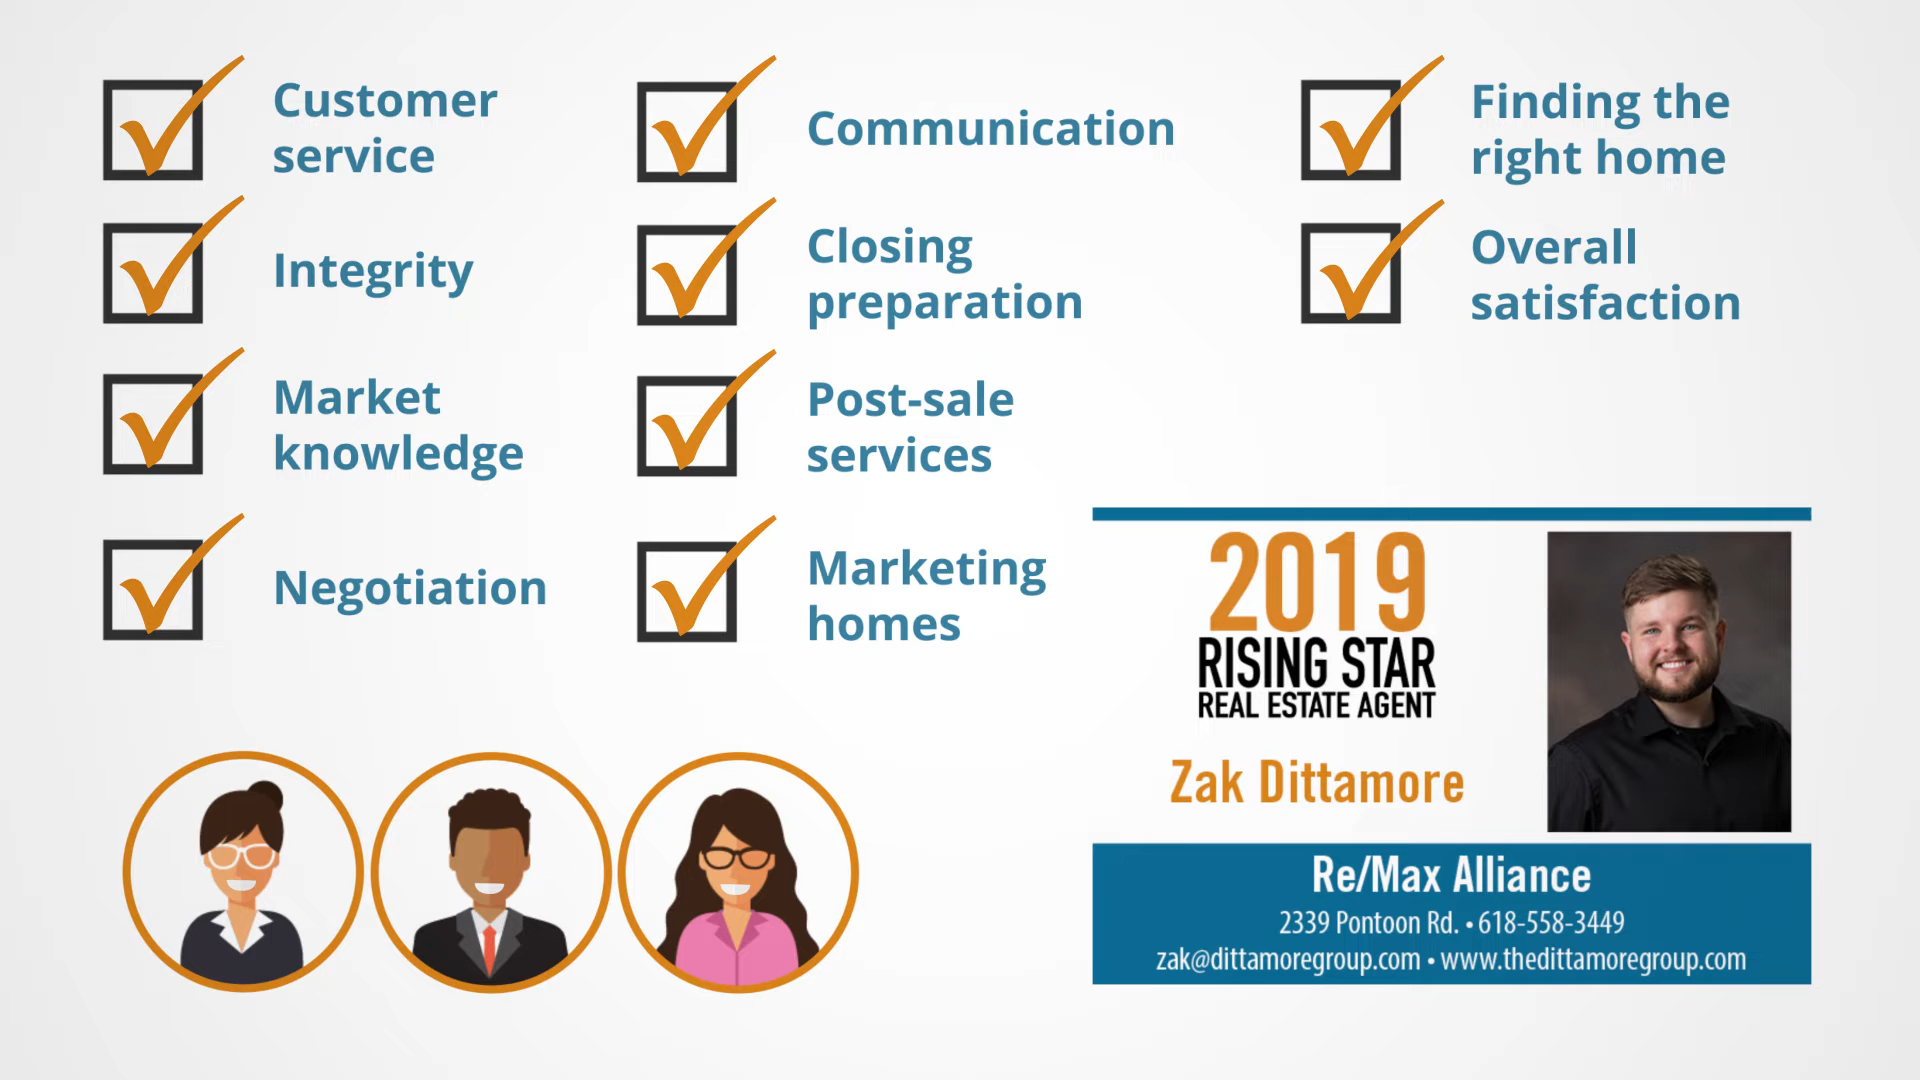 Customer
service
Integrity
Market
knowledge
Negotiation
Communication
Closing
preparation
Post-sale
services
Marketing
homes
Finding the
right home
Overall
satisfaction
2019
RISING STAR
REAL ESTATE AGENT
Zak Dittamore
Re/Max Alliance
2339 Pontoon Rd. • 618-558-3449
zak@dittamoregroup.com • www.thedittamoregroup.com